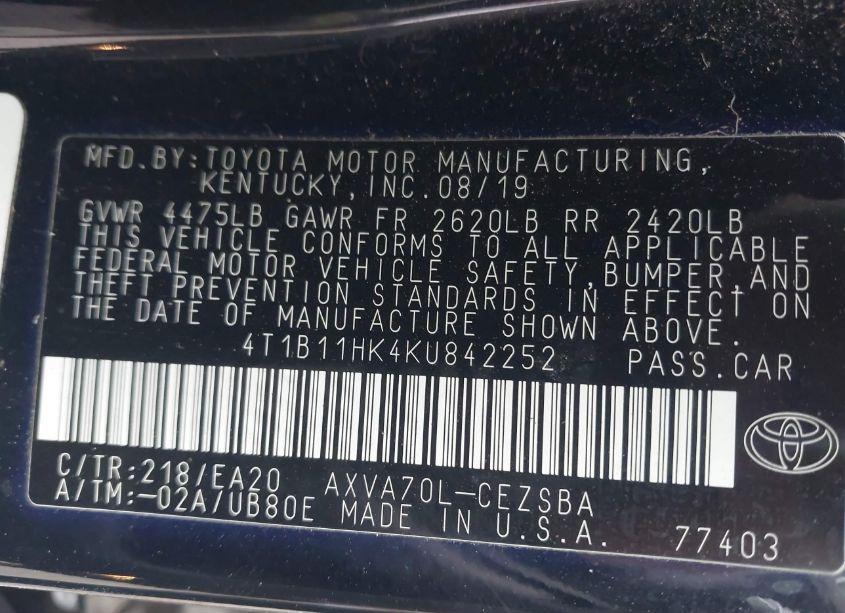 MFD.BY:TOYOTA MOTOR MANUFACTURING,
KENTUCKY,INC.08/19
GVWR 4475LB GAWR FR 2620LB RR 2420LB
THIS VEHICLE CONFORMS TO ALL APPLICABLE
FEDERAL MOTOR VEHICLE SAFETY,BUMPER,AND
THEFT PREVENTION STANDARDS IN EFFECT ON
THE DATE OF MANUFACTURE SHOWN ABOVE.
4T1B11HK4KU842252 PASS.CAR
C/TR:218/EA20 AXVA70L-CEZSBA
A/TM:-02A/UB80E MADE IN U.S.A. 77403